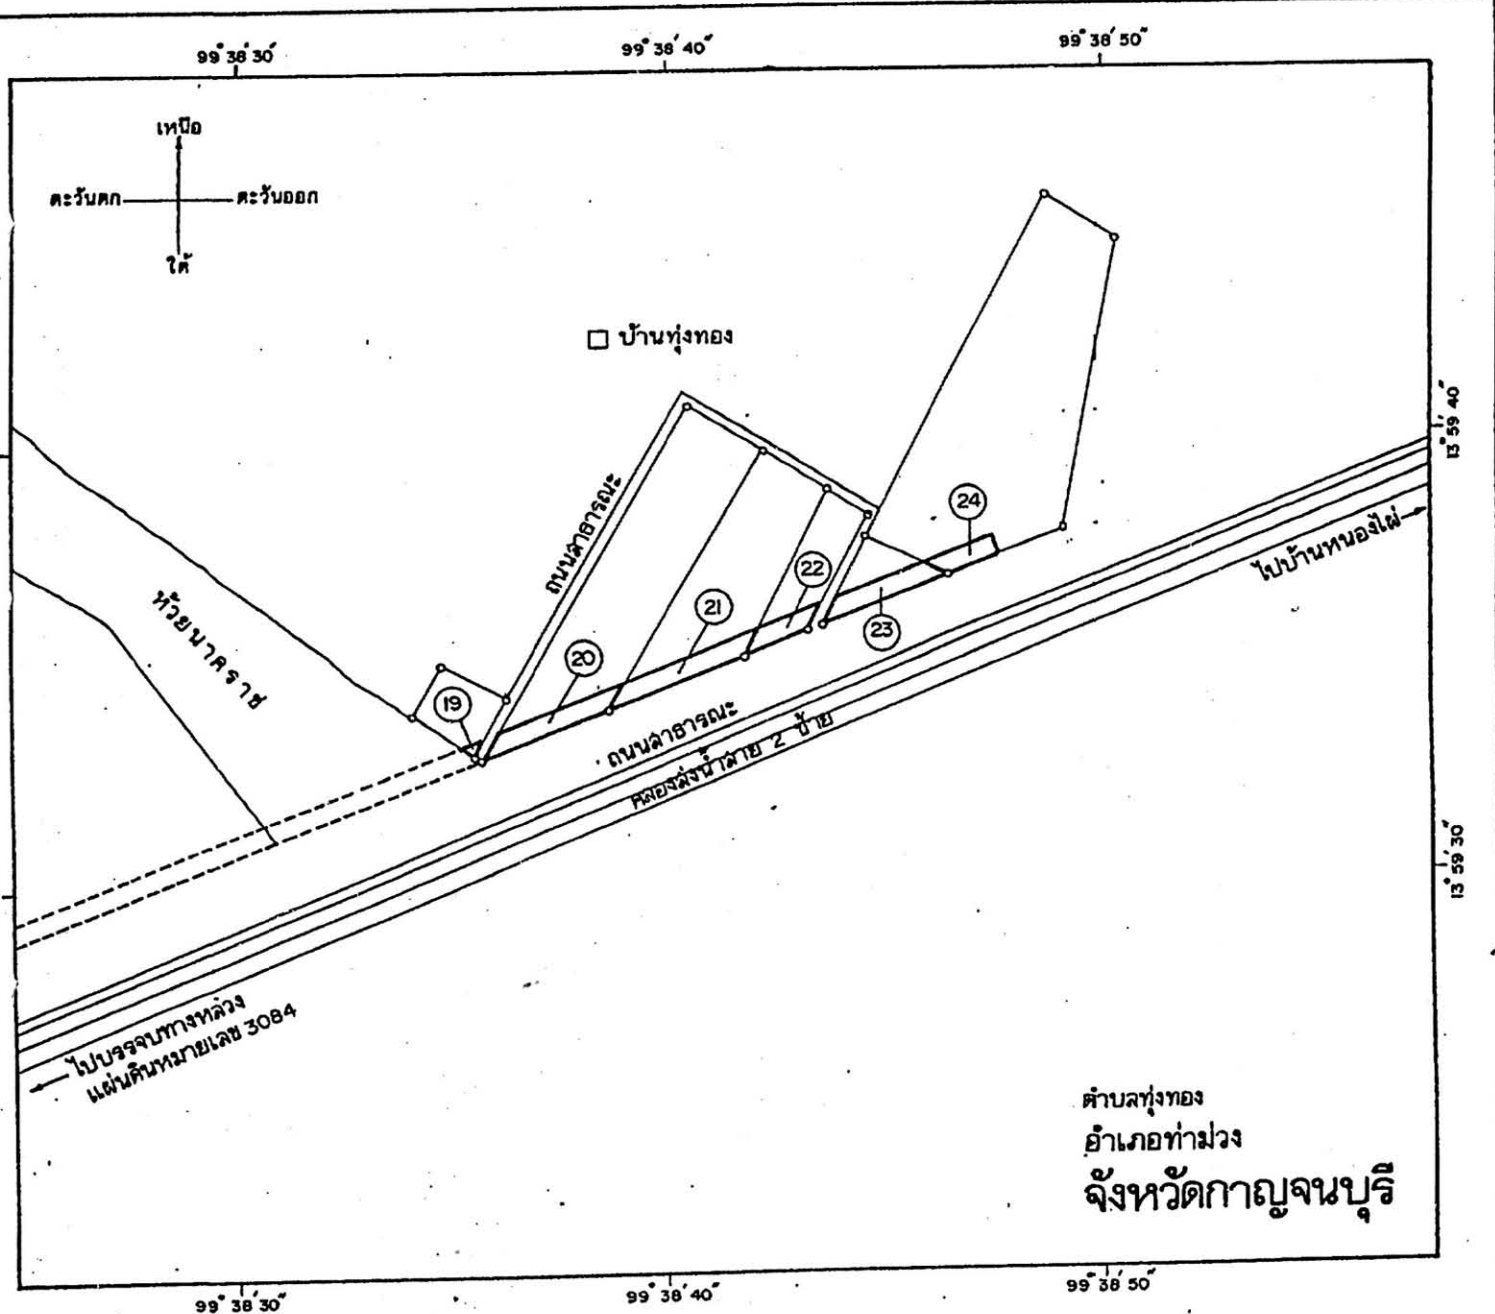 99°38'30"
99°38'40"
99°38'50"
เหนือ
ตะวันตก
ตะวันออก
ใต้
บ้านทุ่งทอง
13°59'40"
ถนนสาธารณะ
24
ไปบ้านหนองไผ่
22
21
23
20
ห้วยนาคราช
19
ถนนสาธารณะ
คลองส่งน้ำสาย 2 ซ้าย
13°59'30"
ไปบรรจบทางหลวง
แผ่นดินหมายเลข 3084
ตำบลทุ่งทอง
อำเภอท่าม่วง
จังหวัดกาญจนบุรี
99°38'30"
99°38'40"
99°38'50"